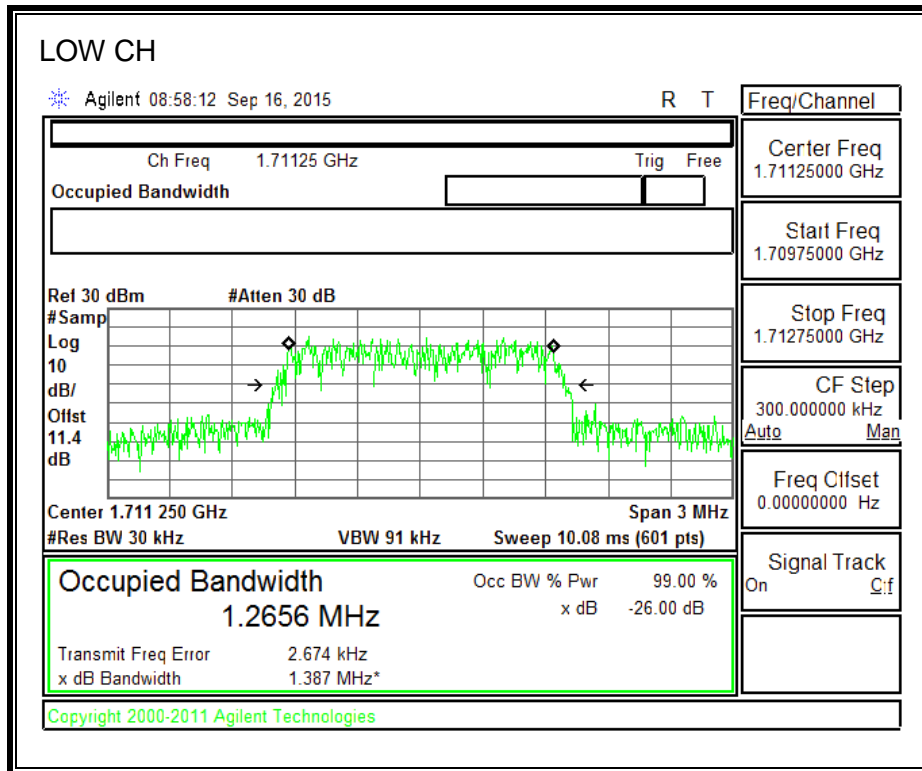 LOW CH
Agilent 08:58:12 Sep 16, 2015 R T
Freq/Channel
Ch Freq 1.71125 GHz Trig Free
Occupied Bandwidth
Center Freq
1.71125000 GHz
Start Freq
1.70975000 GHz
Stop Freq
1.71275000 GHz
CF Step
300.000000 kHz
Auto Man
Freq Offset
0.00000000 Hz
Signal Track
On Off
Ref 30 dBm #Atten 30 dB
#Samp
Log
10
dB/
Offst
11.4
dB
Center 1.711 250 GHz Span 3 MHz
#Res BW 30 kHz VBW 91 kHz Sweep 10.08 ms (601 pts)
Occupied Bandwidth Occ BW % Pwr 99.00 %
1.2656 MHz x dB -26.00 dB
Transmit Freq Error 2.674 kHz
x dB Bandwidth 1.387 MHz*
Copyright 2000-2011 Agilent Technologies